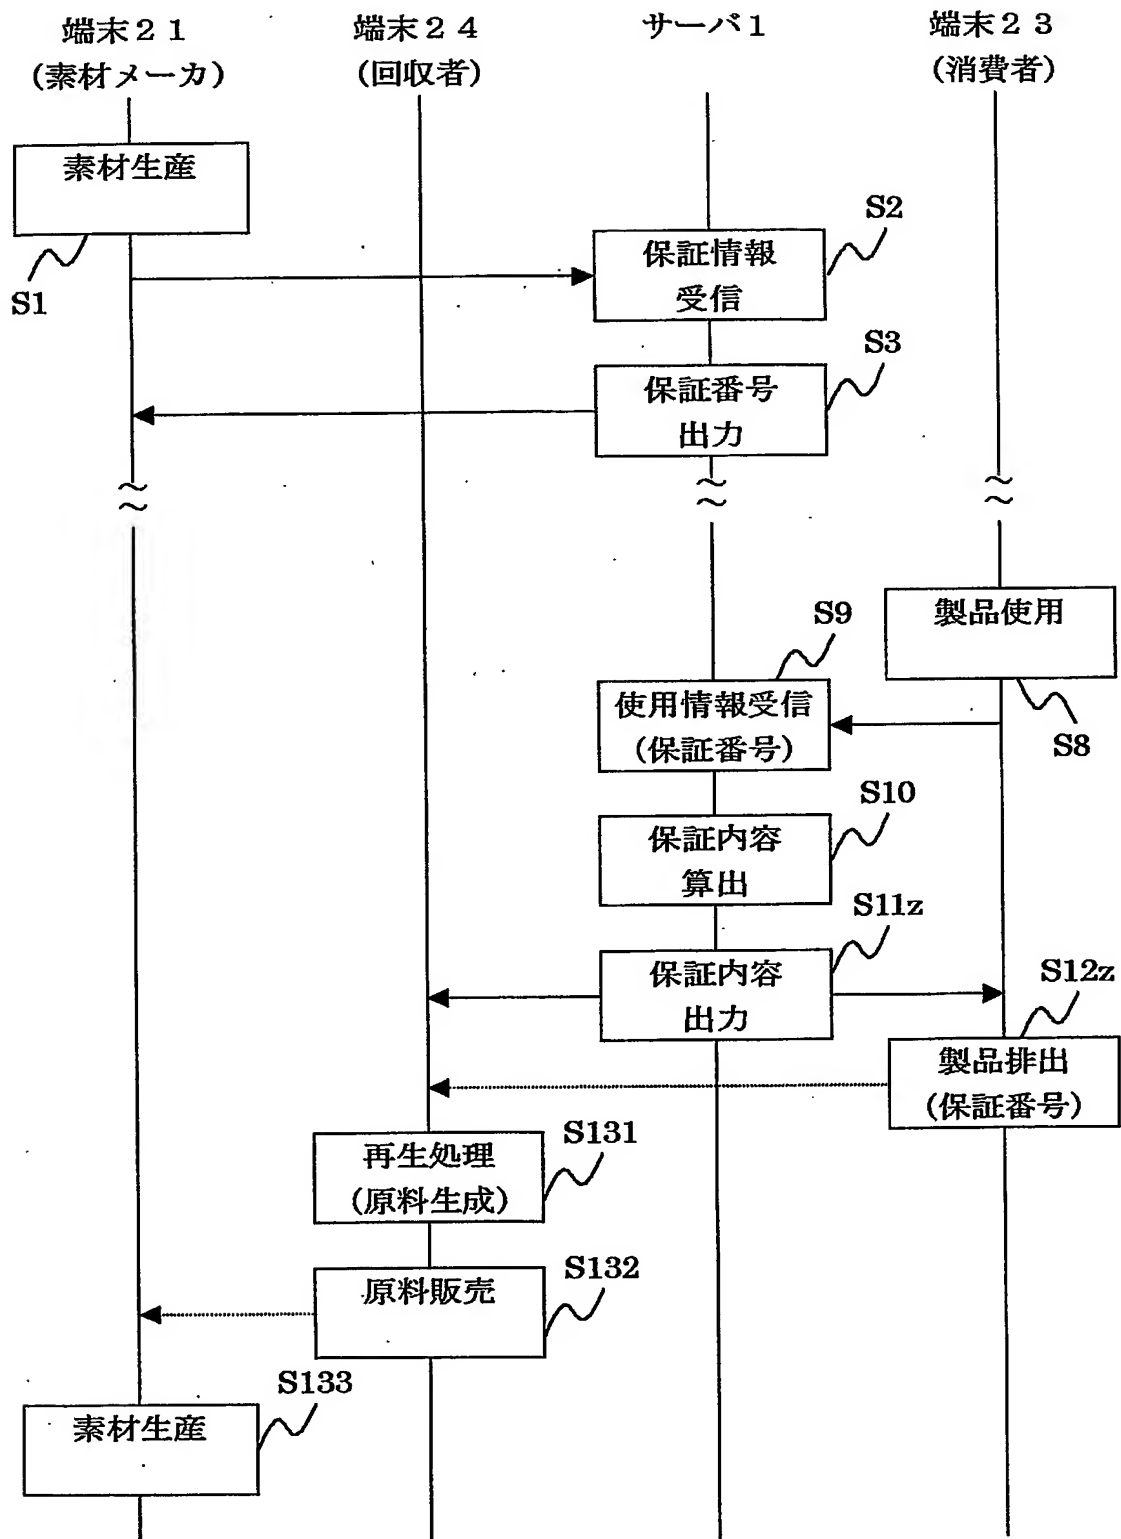 端末２１
(素材メーカ)
端末２４
(回収者)
サーバ１
端末２３
(消費者)
素材生産
S1
S2
保証情報
受信
S3
保証番号
出力
製品使用
S8
S9
使用情報受信
(保証番号)
S10
保証内容
算出
S11z
保証内容
出力
S12z
製品排出
(保証番号)
再生処理
(原料生成)
S131
原料販売
S132
S133
素材生産